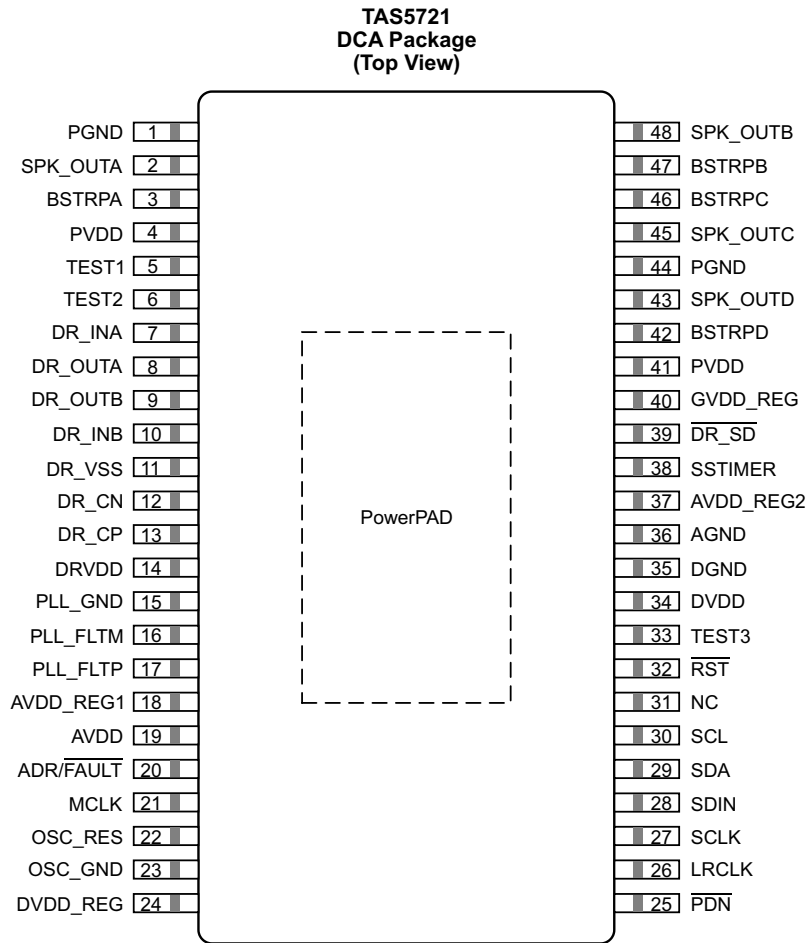 TAS5721
DCA Package
(Top View)
PGND 1 48 SPK_OUTB
SPK_OUTA 2 47 BSTRPB
BSTRPA 3 46 BSTRPC
PVDD 4 45 SPK_OUTC
TEST1 5 44 PGND
TEST2 6 43 SPK_OUTD
DR_INA 7 42 BSTRPD
DR_OUTA 8 41 PVDD
DR_OUTB 9 40 GVDD_REG
DR_INB 10 39 DR_SD
DR_VSS 11 38 SSTIMER
DR_CN 12 37 AVDD_REG2
DR_CP 13 36 AGND
PowerPAD
DRVDD 14 35 DGND
PLL_GND 15 34 DVDD
PLL_FLTM 16 33 TEST3
PLL_FLTP 17 32 RST
AVDD_REG1 18 31 NC
AVDD 19 30 SCL
ADR/FAULT 20 29 SDA
MCLK 21 28 SDIN
OSC_RES 22 27 SCLK
OSC_GND 23 26 LRCLK
DVDD_REG 24 25 PDN